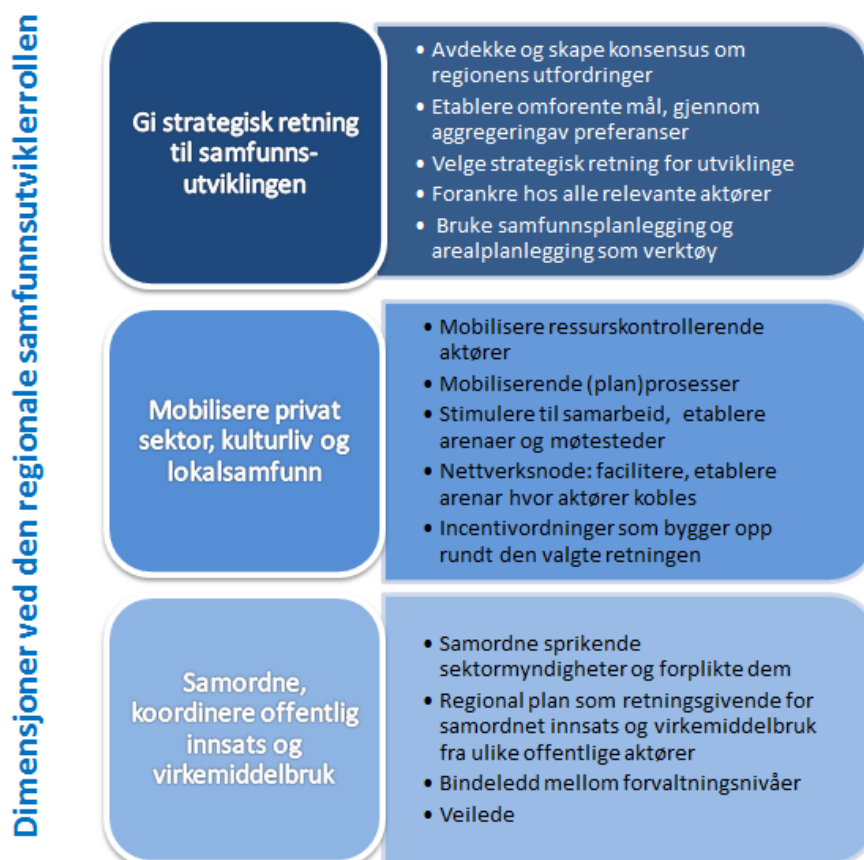 Dimensjoner ved den regionale samfunnsutviklerrollen
Gi strategisk retning
til samfunns-
utviklingen
• Avdekke og skape konsensus om
regionens utfordringer
• Etablere omforente mål, gjennom
aggregeringav preferanser
• Velge strategisk retning for utviklinge
• Forankre hos alle relevante aktører
• Bruke samfunnsplanlegging og
arealplanlegging som verktøy
Mobilisere privat
sektor, kulturliv og
lokalsamfunn
• Mobilisere ressurskontrollerende
aktører
• Mobiliserende (plan)prosesser
• Stimulere til samarbeid, etablere
arenaer og møtesteder
• Nettverksnode: facilitere, etablere
arenar hvor aktører kobles
• Incentivordninger som bygger opp
rundt den valgte retningen
Samordne,
koordinere offentlig
innsats og
virkemiddelbruk
• Samordne sprikende
sektormyndigheter og forplikte dem
• Regional plan som retningsgivende for
samordnet innsats og virkemiddelbruk
fra ulike offentlige aktører
• Bindeledd mellom forvaltningsnivåer
• Veilede